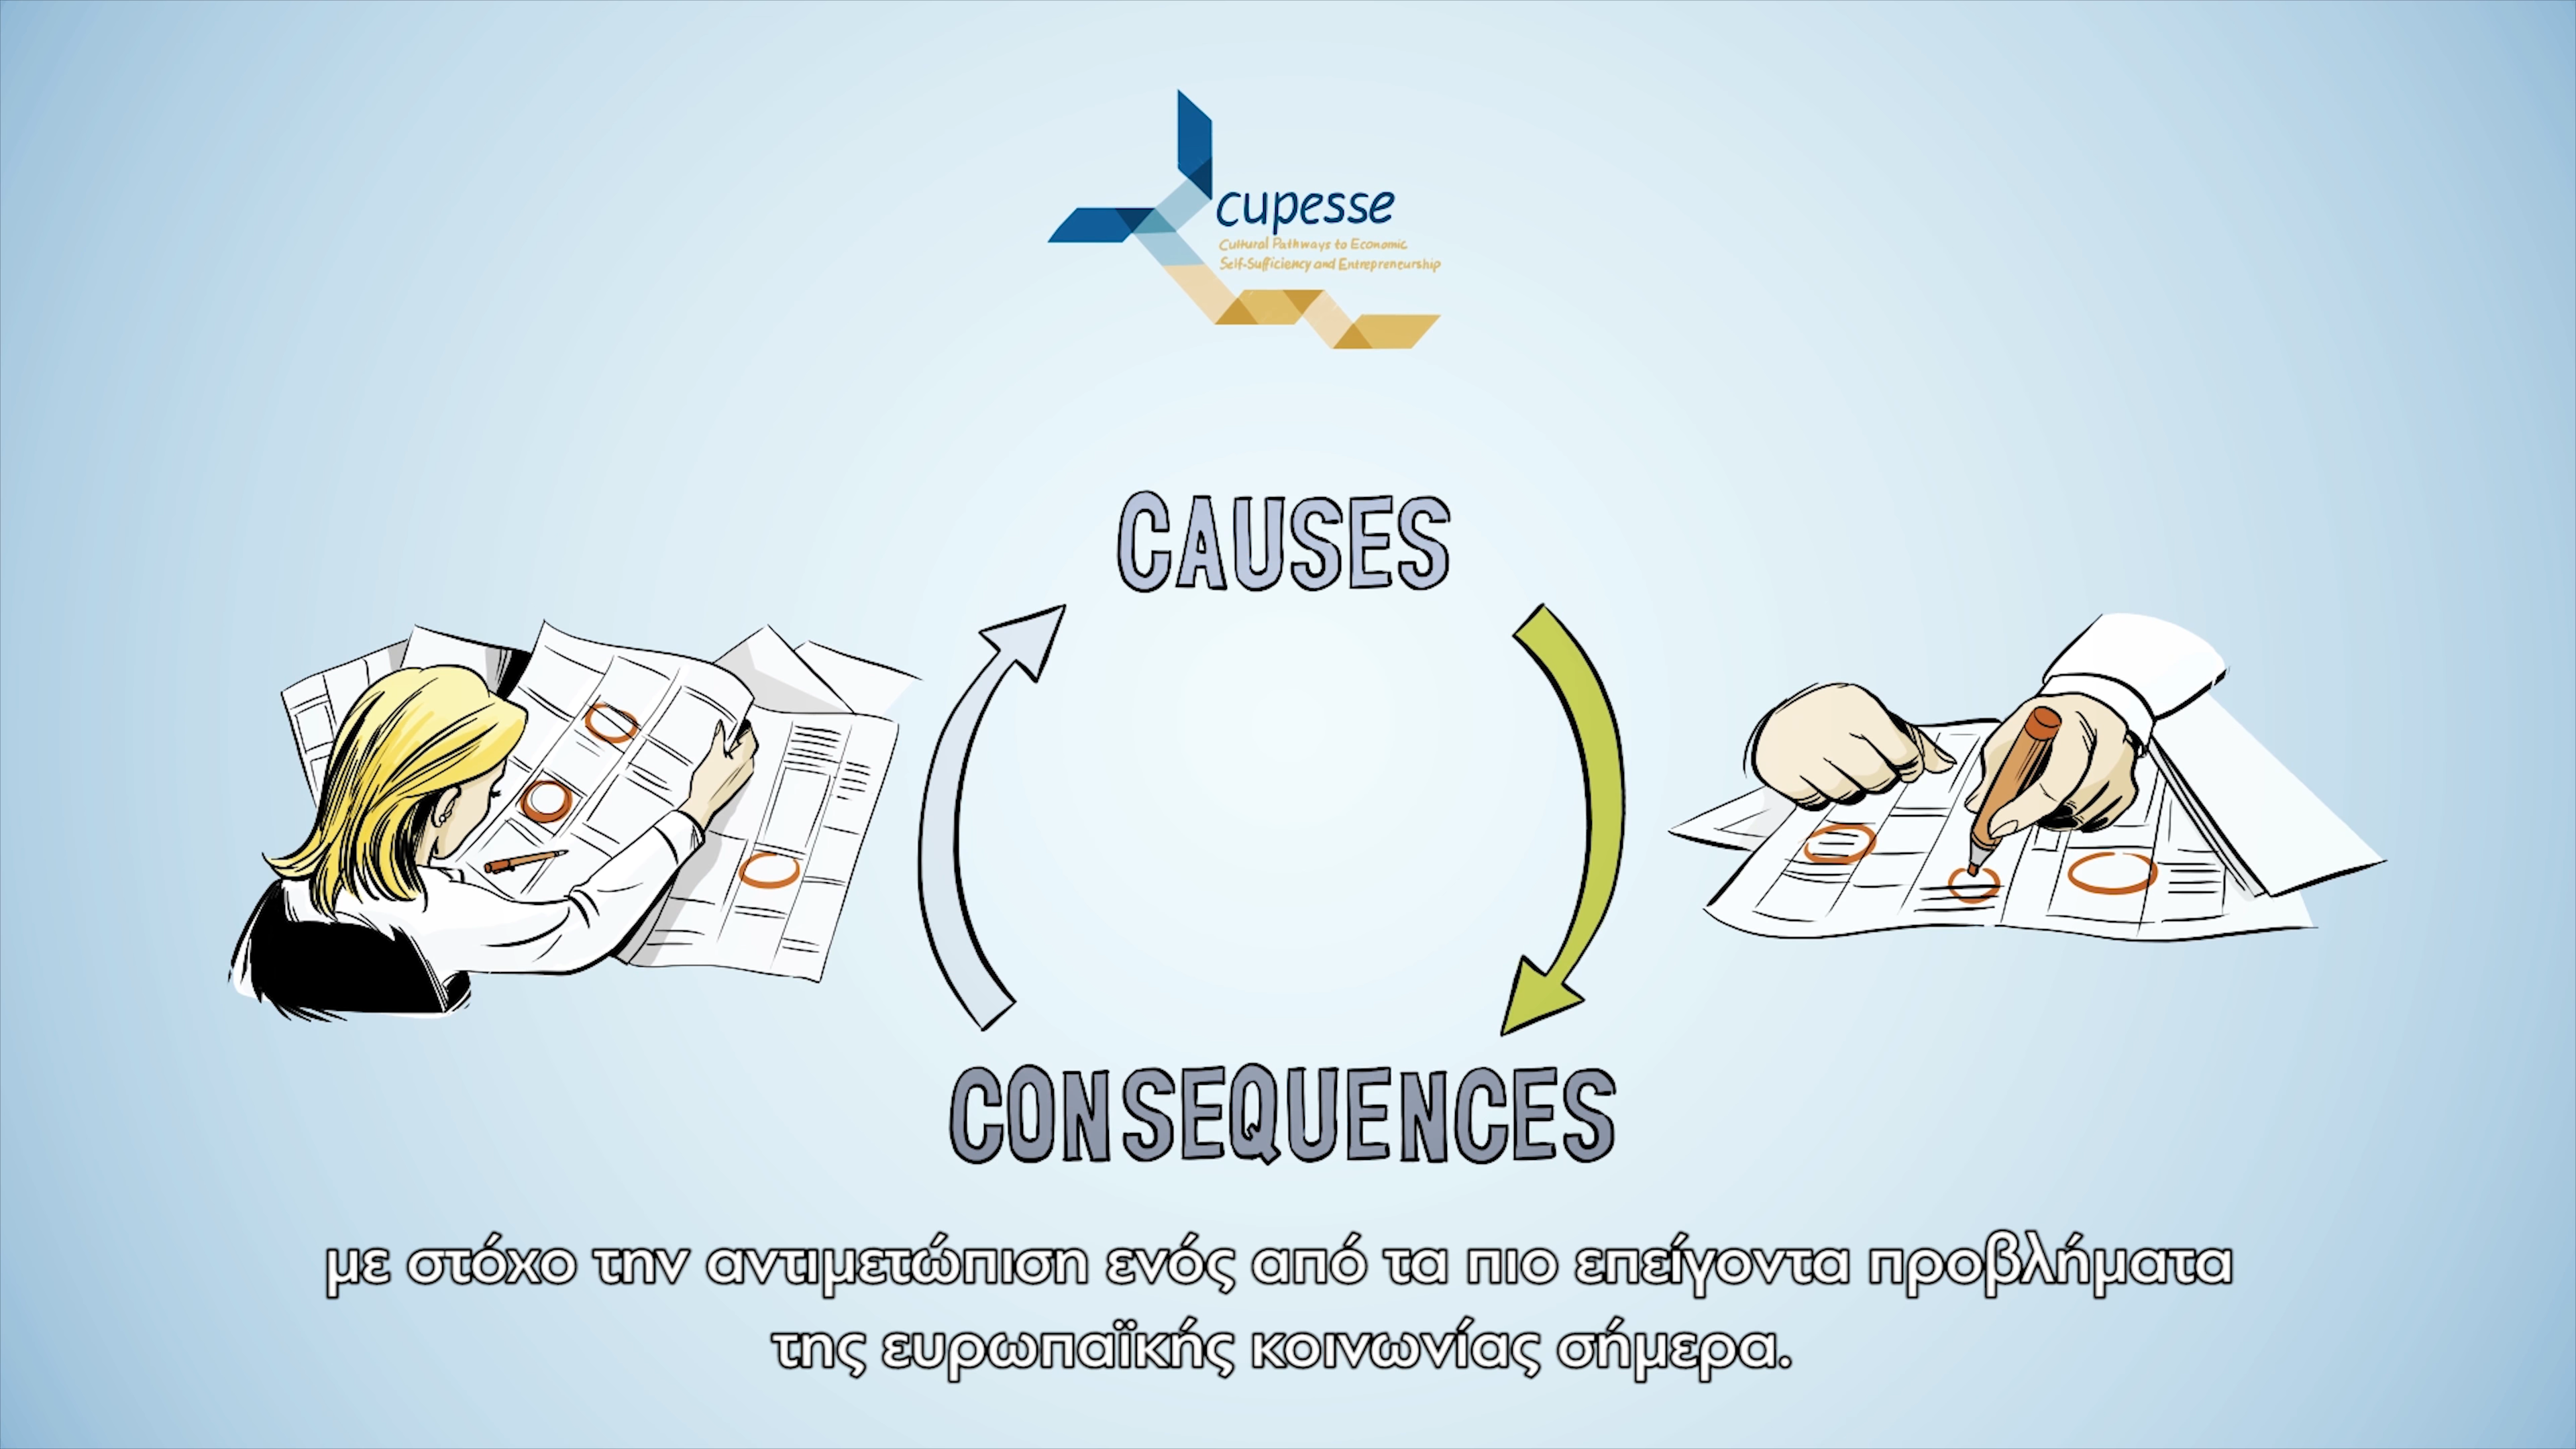 cupesse
Cultural Pathways to Economic
Self-Sufficiency and Entrepreneurship
CAUSES
CONSEQUENCES
με στόχο την αντιμετώπιση ενός από τα πιο επείγοντα προβλήματα
της ευρωπαϊκής κοινωνίας σήμερα.